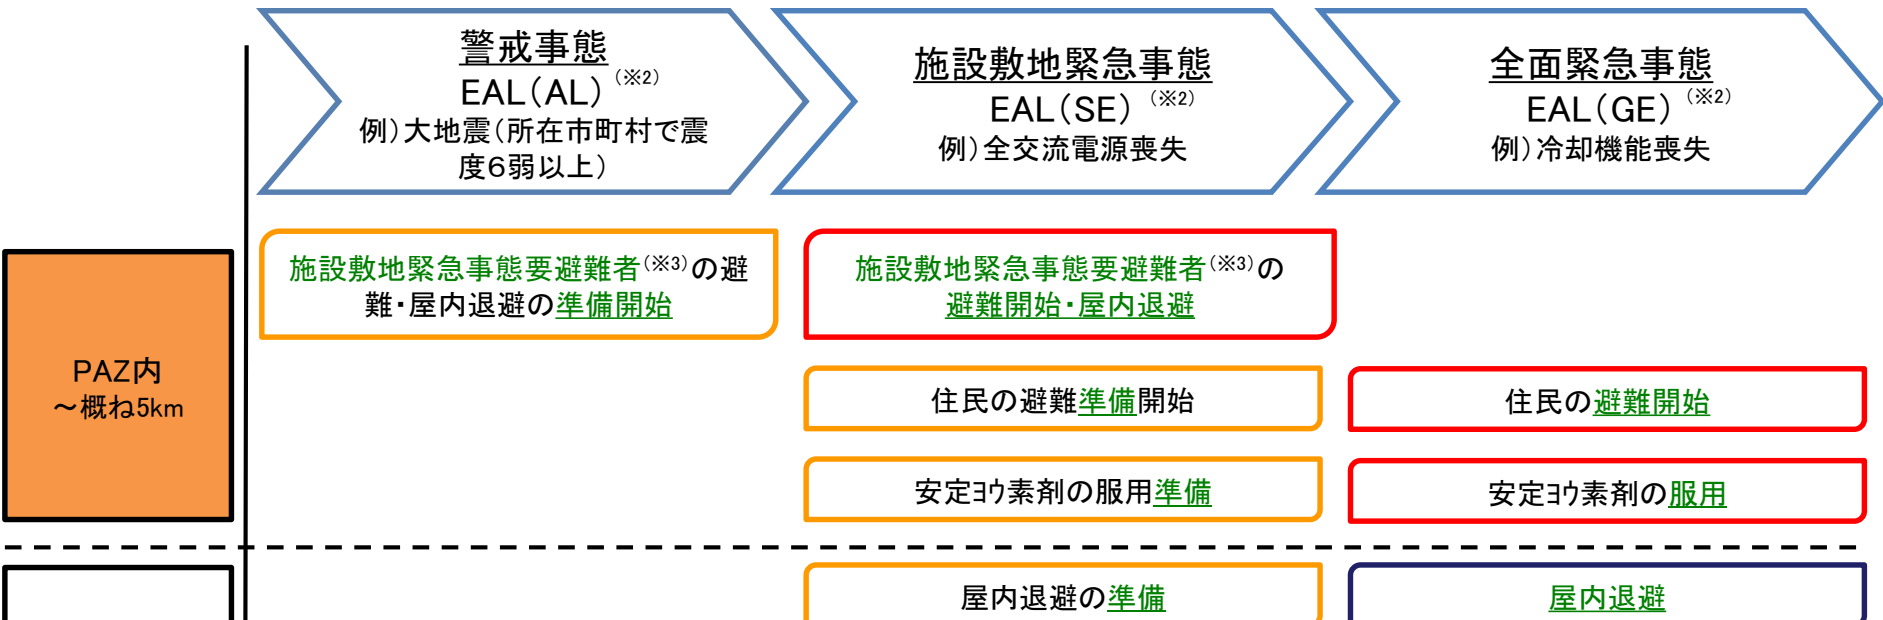 警戒事態
EAL(AL)(※2)
例)大地震(所在市町村で震
度6弱以上)
施設敷地緊急事態
EAL(SE)(※2)
例)全交流電源喪失
全面緊急事態
EAL(GE)(※2)
例)冷却機能喪失
PAZ内
～概ね5km
施設敷地緊急事態要避難者(※3)の避
難・屋内退避の準備開始
施設敷地緊急事態要避難者(※3)の
避難開始・屋内退避
住民の避難準備開始
住民の避難開始
安定ﾖｳ素剤の服用準備
安定ﾖｳ素剤の服用
屋内退避の準備
屋内退避